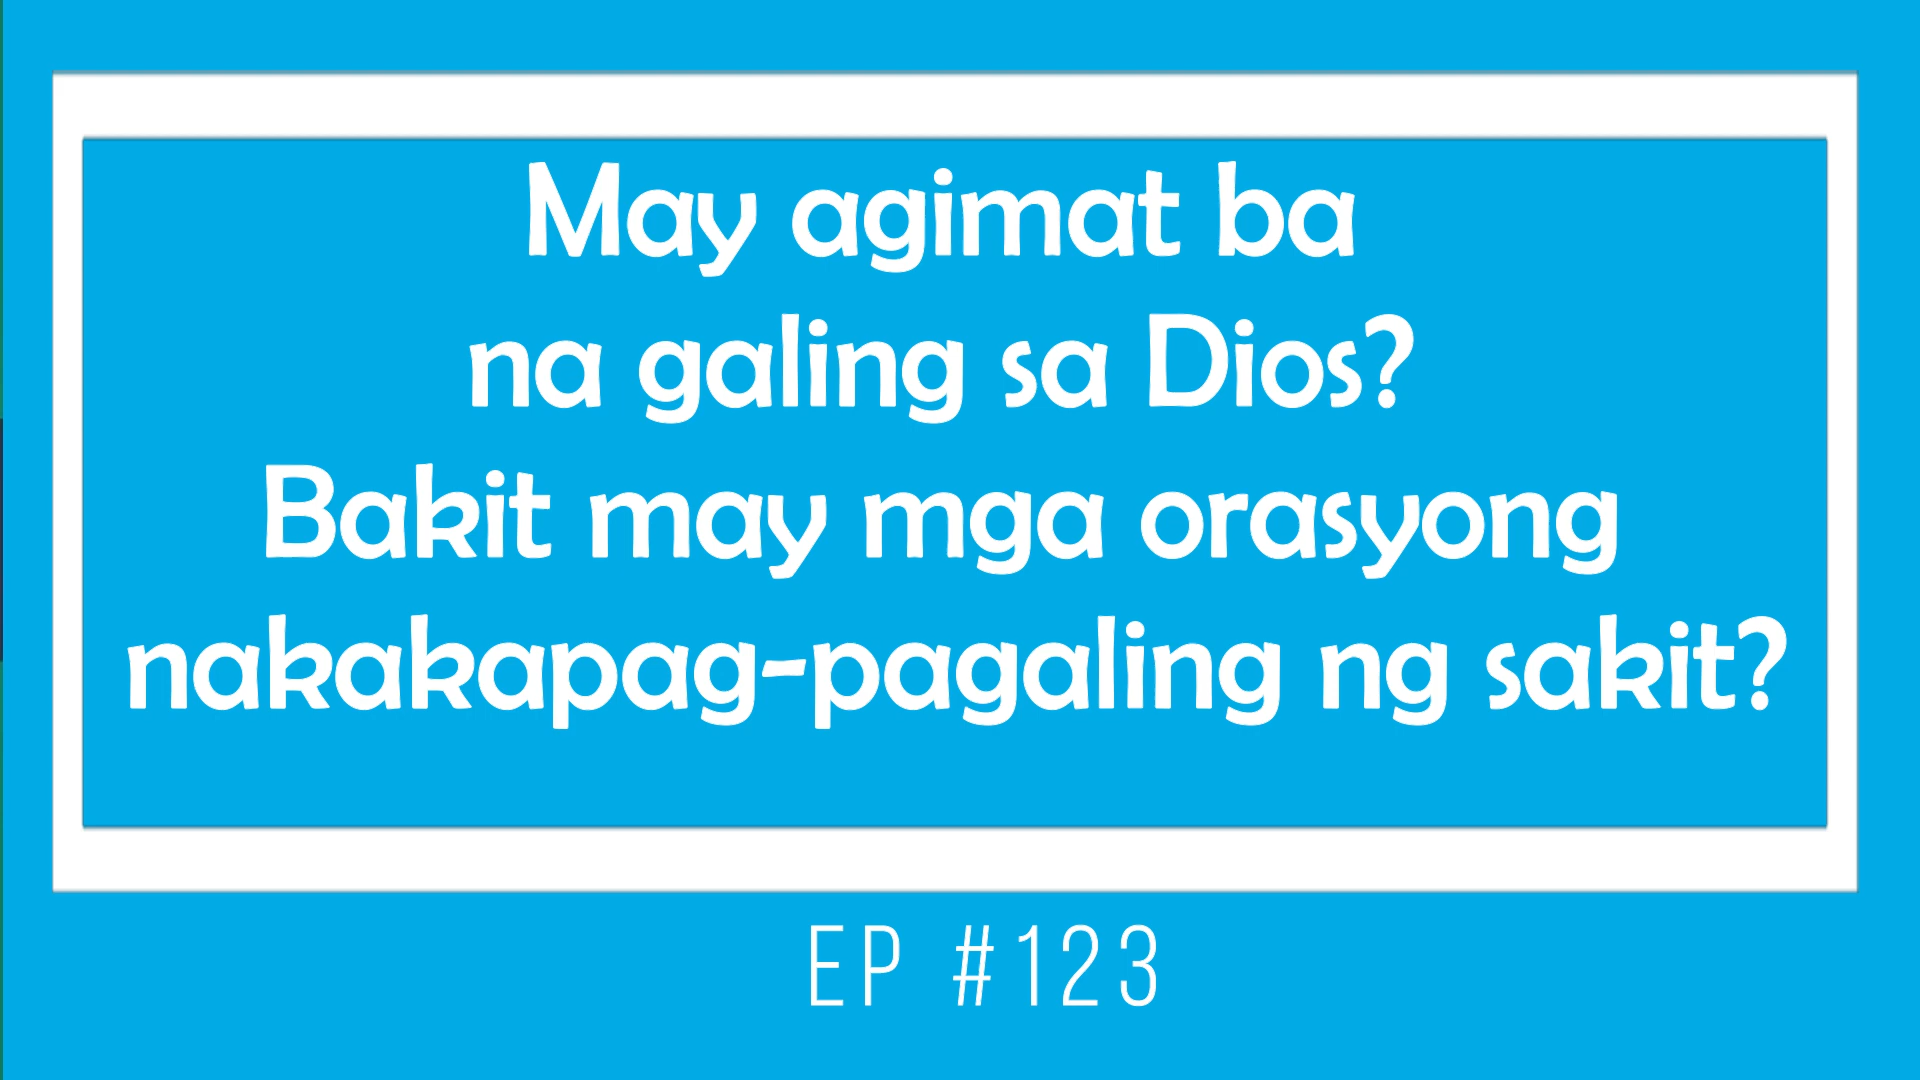 May agimat ba
na galing sa Dios?
Bakit may mga orasyong
nakakapag-pagaling ng sakit?
EP #123